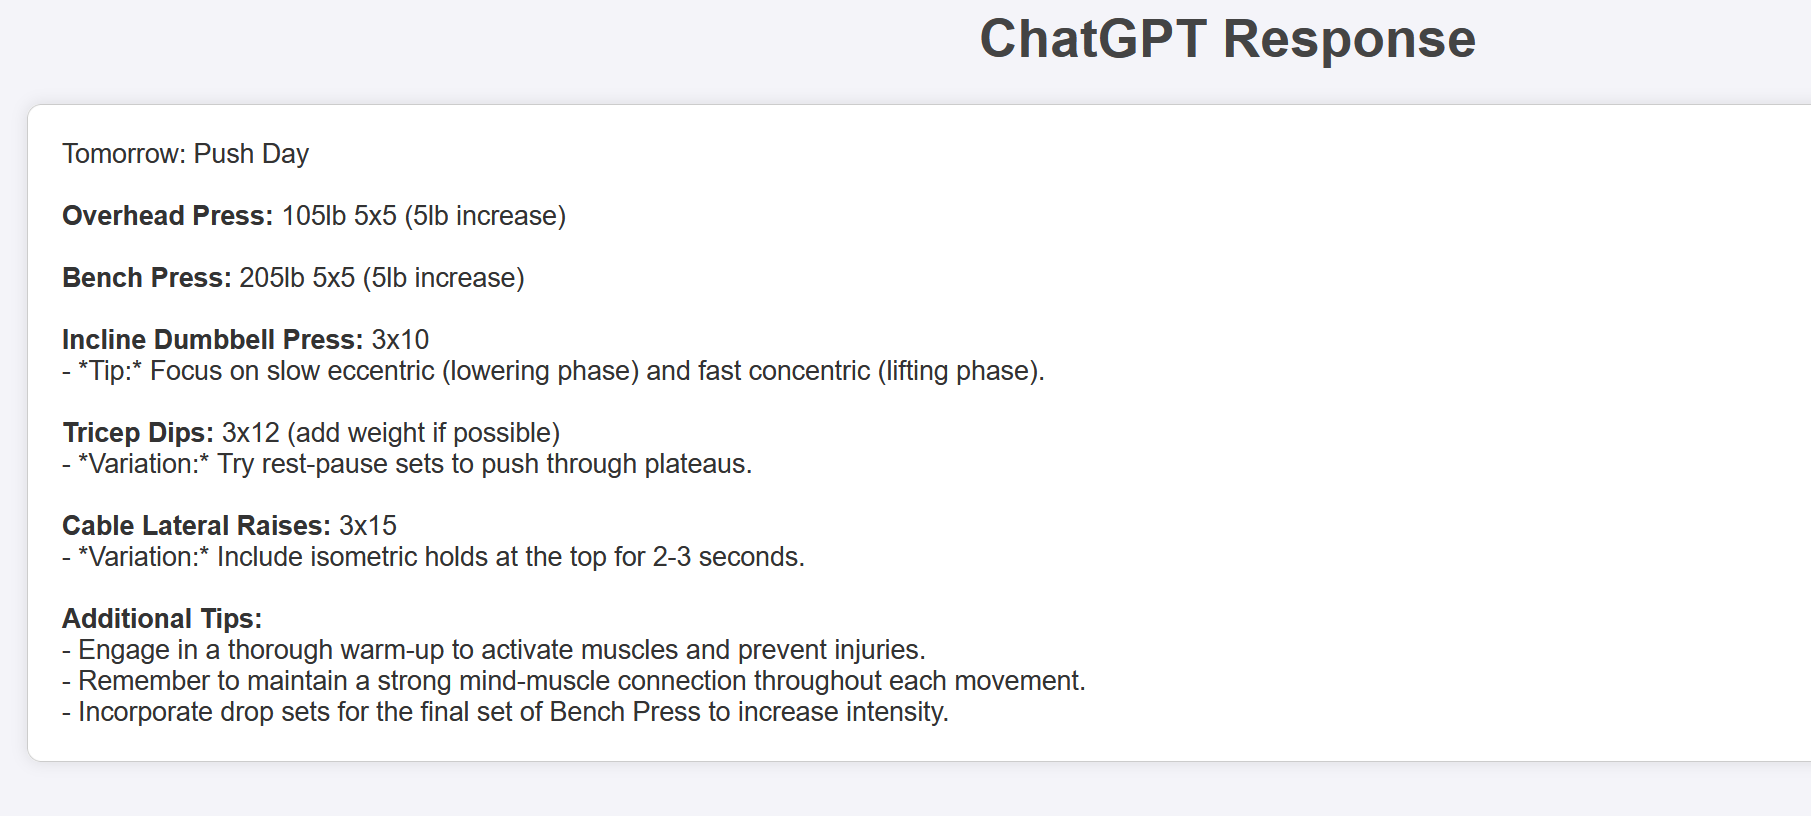 ChatGPT Response
Tomorrow: Push Day
Overhead Press: 105lb 5x5 (5lb increase)
Bench Press: 205lb 5x5 (5lb increase)
Incline Dumbbell Press: 3x10
- *Tip:* Focus on slow eccentric (lowering phase) and fast concentric (lifting phase).
Tricep Dips: 3x12 (add weight if possible)
- *Variation:* Try rest-pause sets to push through plateaus.
Cable Lateral Raises: 3x15
- *Variation:* Include isometric holds at the top for 2-3 seconds.
Additional Tips:
- Engage in a thorough warm-up to activate muscles and prevent injuries.
- Remember to maintain a strong mind-muscle connection throughout each movement.
- Incorporate drop sets for the final set of Bench Press to increase intensity.